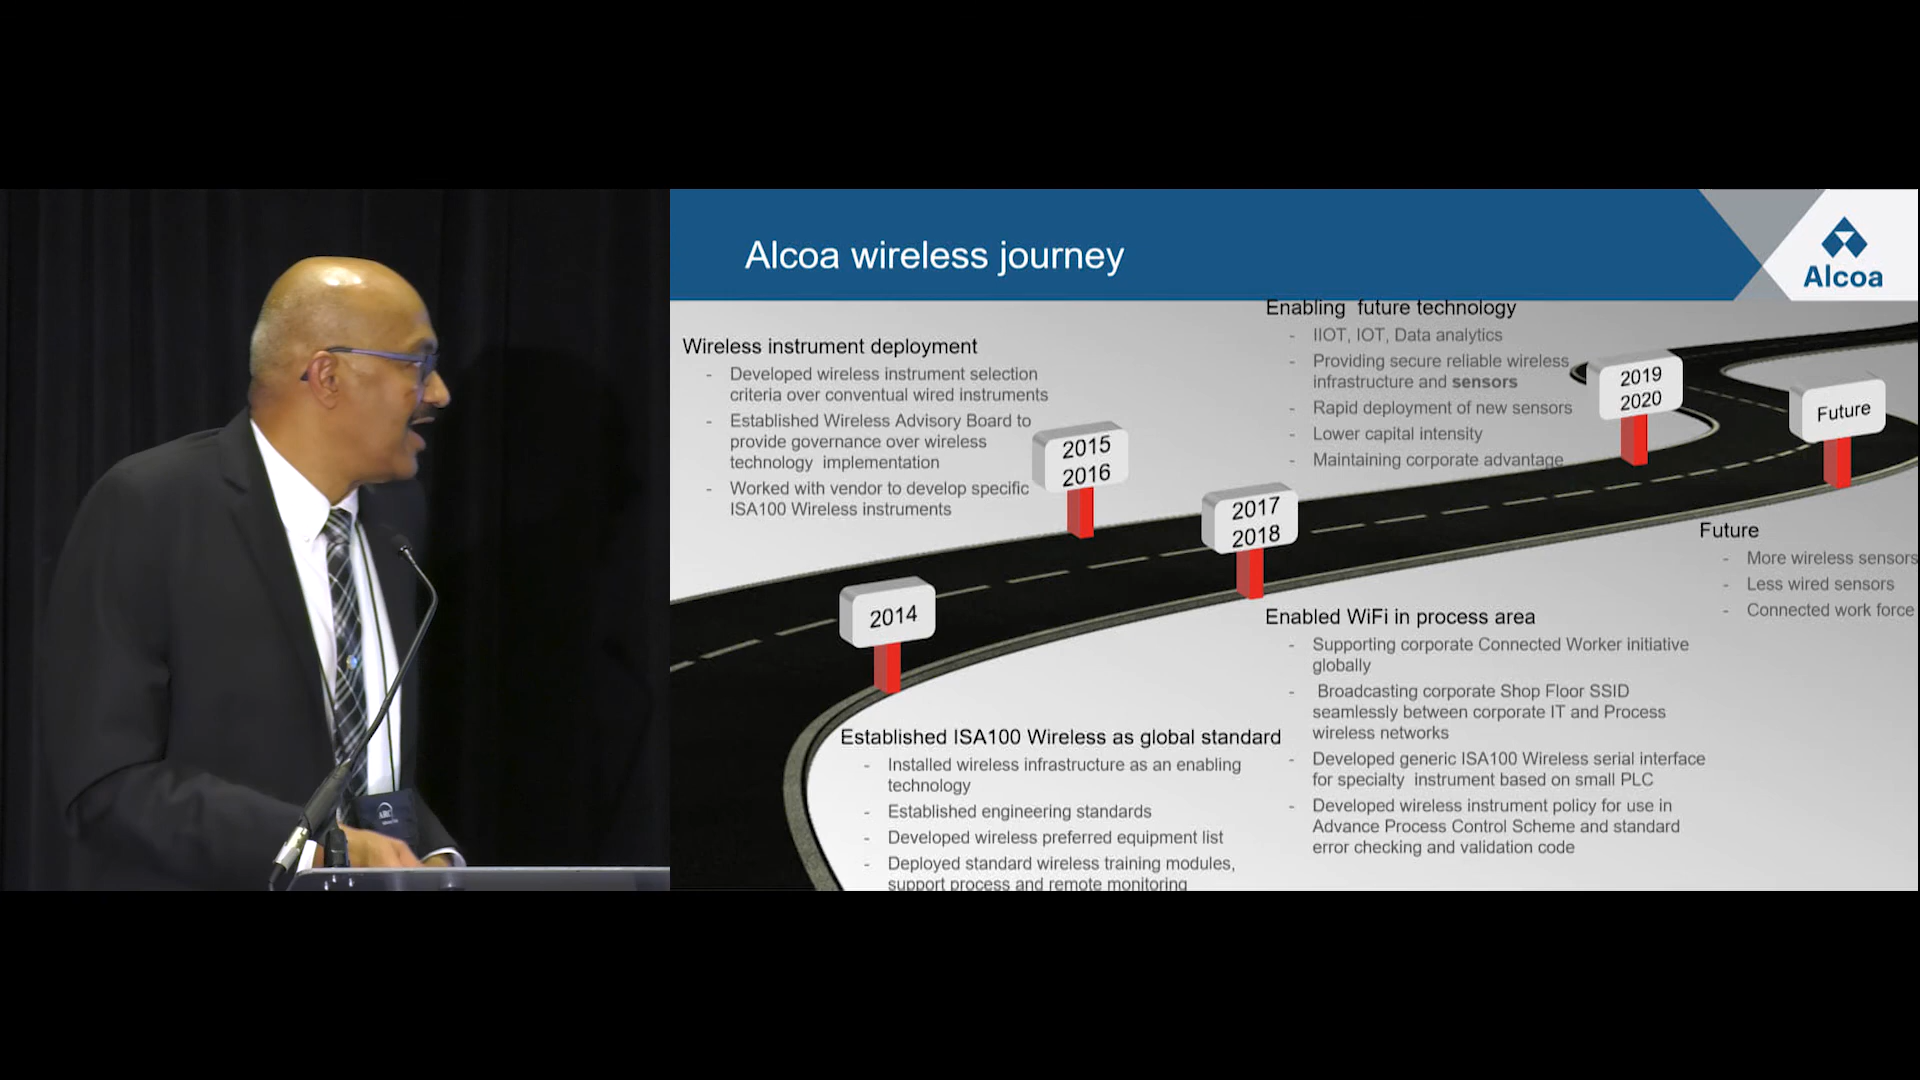 Alcoa wireless journey
Alcoa
Wireless instrument deployment
- Developed wireless instrument selection
criteria over conventual wired instruments
- Established Wireless Advisory Board to
provide governance over wireless
technology implementation
- Worked with vendor to develop specific
ISA100 Wireless instruments
2015
2016
Enabling future technology
- IIOT, IOT, Data analytics
- Providing secure reliable wireless
infrastructure and sensors
- Rapid deployment of new sensors
- Lower capital intensity
- Maintaining corporate advantage
2019
2020
Future
2017
2018
2014
Future
- More wireless sensors
- Less wired sensors
- Connected work force
Enabled WiFi in process area
- Supporting corporate Connected Worker initiative
globally
- Broadcasting corporate Shop Floor SSID
seamlessly between corporate IT and Process
wireless networks
- Developed generic ISA100 Wireless serial interface
for specialty instrument based on small PLC
- Developed wireless instrument policy for use in
Advance Process Control Scheme and standard
error checking and validation code
Established ISA100 Wireless as global standard
- Installed wireless infrastructure as an enabling
technology
- Established engineering standards
- Developed wireless preferred equipment list
- Deployed standard wireless training modules,
support process and remote monitoring